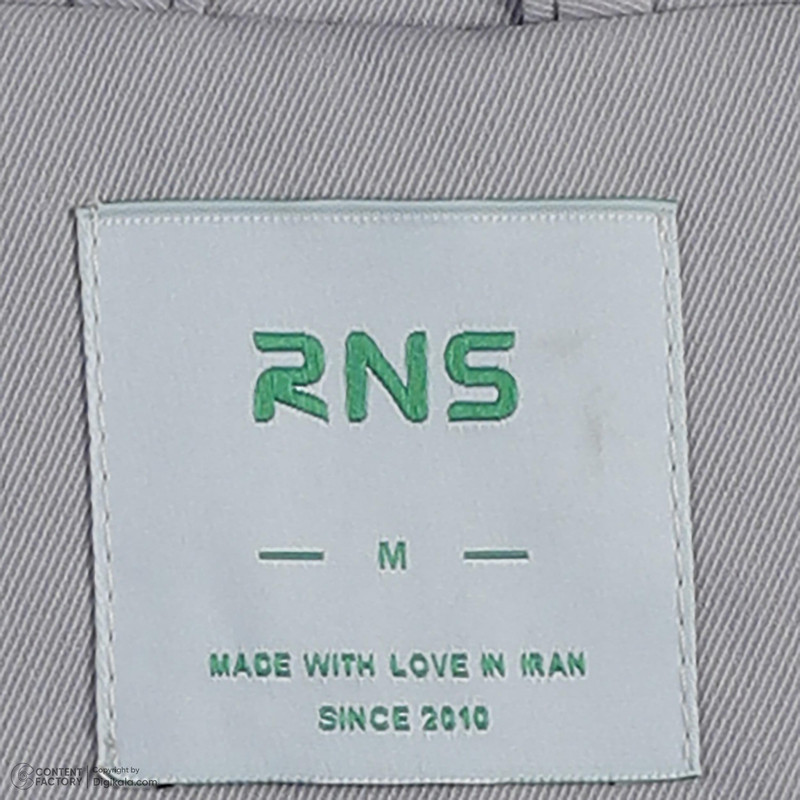 RNS
— M —
MADE WITH LOVE IN IRAN
SINCE 2010
CONTENT FACTORY
Copyright by
Digikala.com